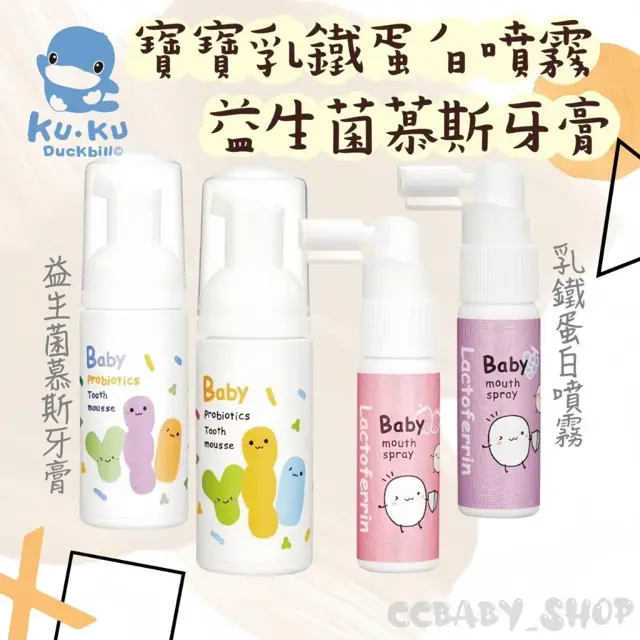 寶寶乳鐵蛋白噴霧
益生菌慕斯牙膏
KU.KU
Duckbill©
益生菌慕斯牙膏
Baby
Probiotics
Tooth
mousse
Baby
Probiotics
Tooth
mousse
Baby
mouth
spray
Lactoferrin
Baby
mouth
spray
Lactoferrin
乳鐵蛋白噴霧
CCBABY_SHOP